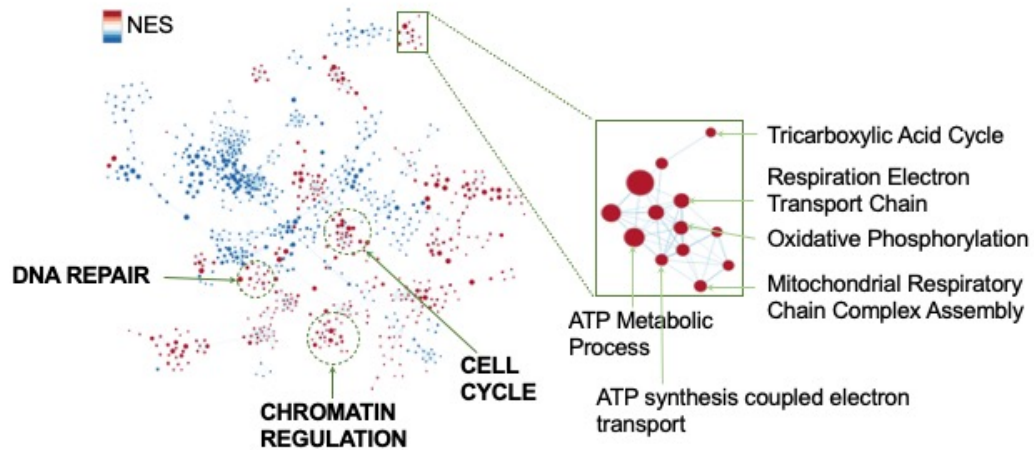 NES
Tricarboxylic Acid Cycle
Respiration Electron
Transport Chain
Oxidative Phosphorylation
Mitochondrial Respiratory
Chain Complex Assembly
ATP Metabolic
Process
ATP synthesis coupled electron
transport
DNA REPAIR
CELL
CYCLE
CHROMATIN
REGULATION